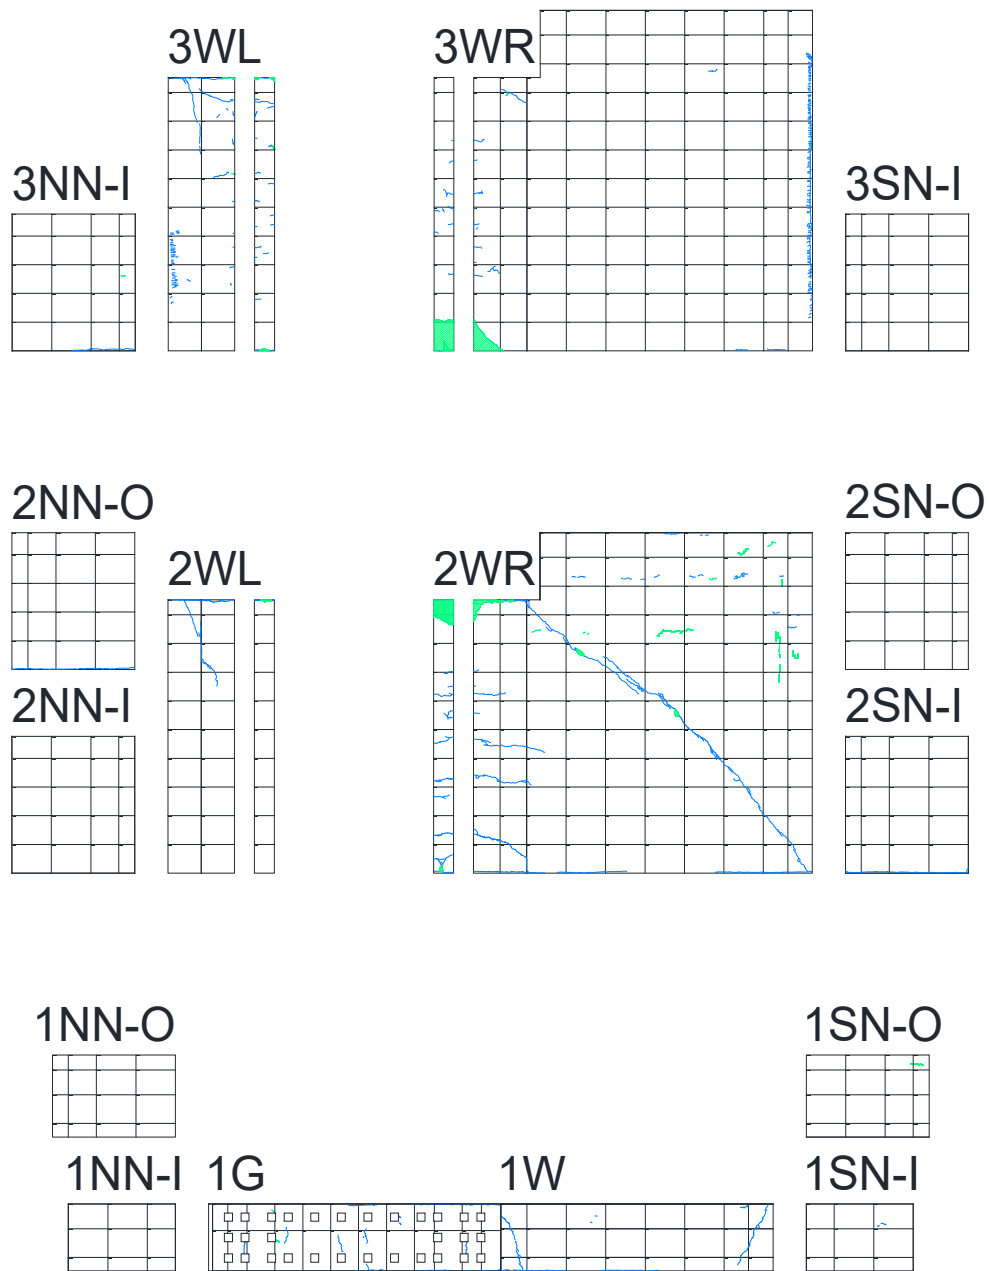 3WL
3WR
3NN-I
3SN-I
2NN-O
2SN-O
2WL
2WR
2NN-I
2SN-I
1NN-O
1SN-O
1NN-I
1G
1W
1SN-I